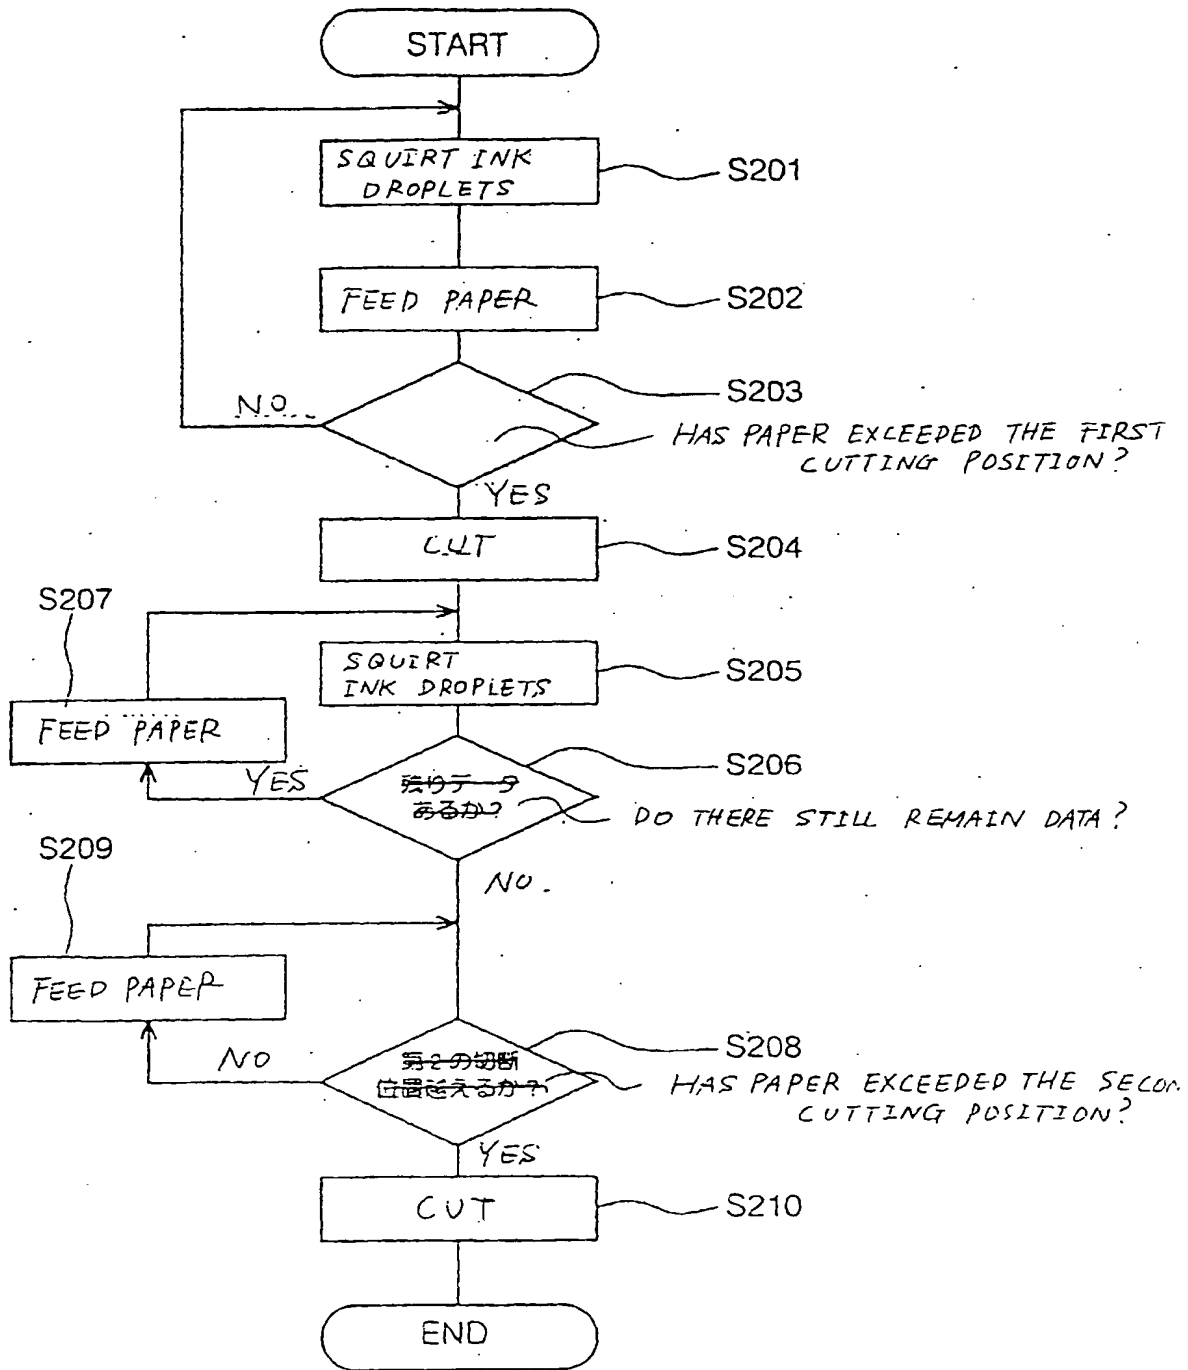 START
SQUIRT INK
DROPLETS
S201
FEED PAPER
S202
S203
NO
HAS PAPER EXCEEDED THE FIRST
CUTTING POSITION?
YES
CUT
S204
S207
SQUIRT
INK DROPLETS
S205
FEED PAPER
S206
YES
残りデータ
あるか?
DO THERE STILL REMAIN DATA?
S209
NO.
FEED PAPER
S208
NO
第2の切断
位置越えるか?
HAS PAPER EXCEEDED THE SECON
CUTTING POSITION?
YES
CUT
S210
END